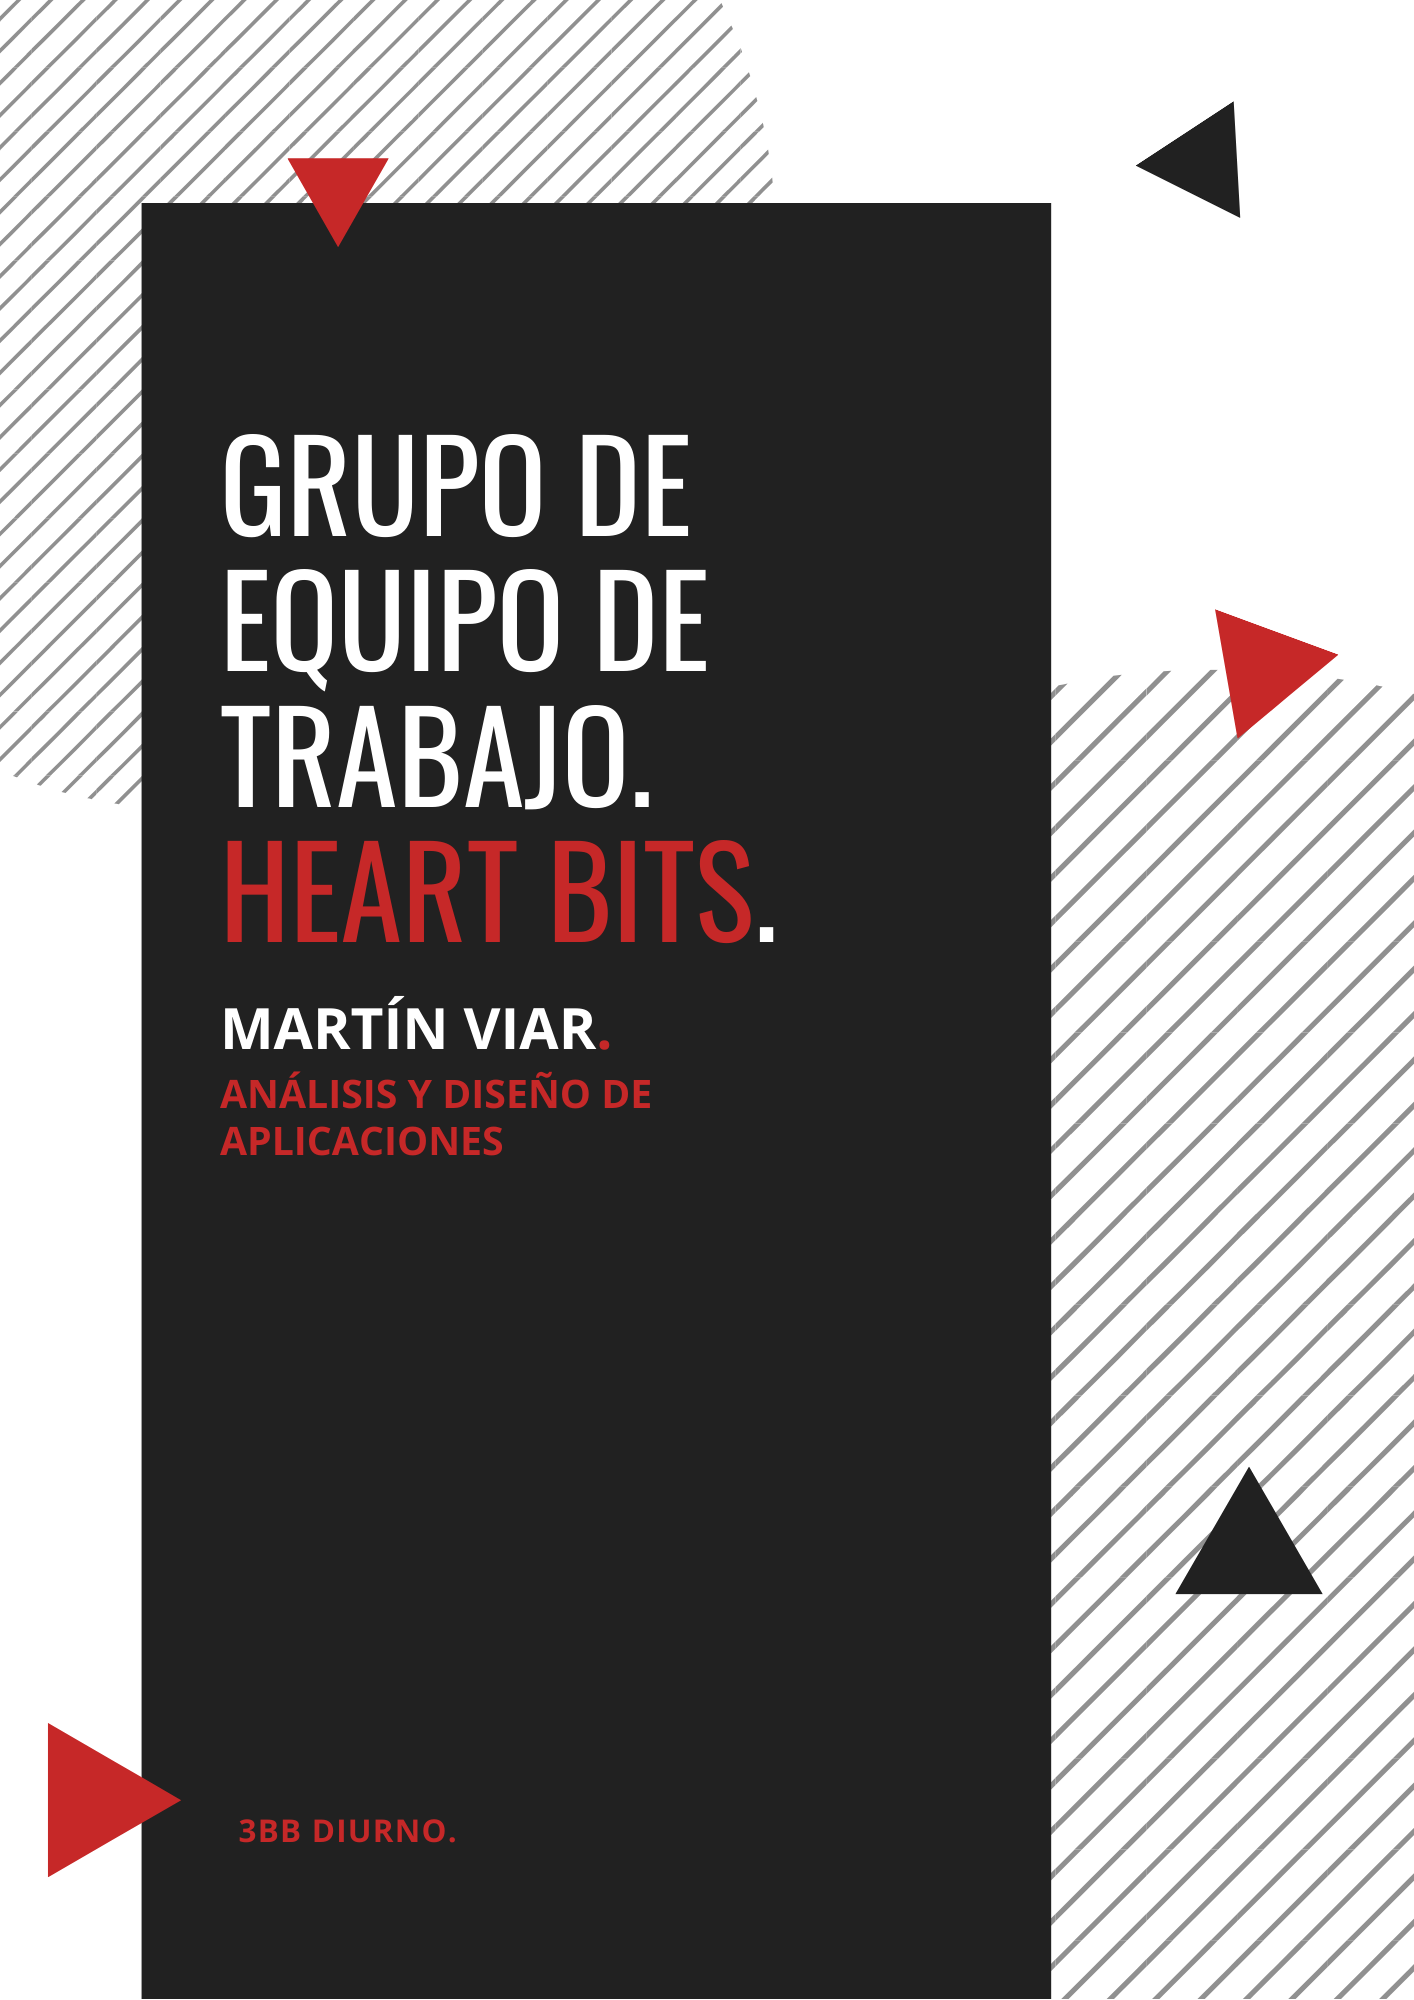 GRUPO DE
EQUIPO DE
TRABAJO.
HEART BITS.
MARTÍN VIAR.
ANÁLISIS Y DISEÑO DE
APLICACIONES
3BB DIURNO.